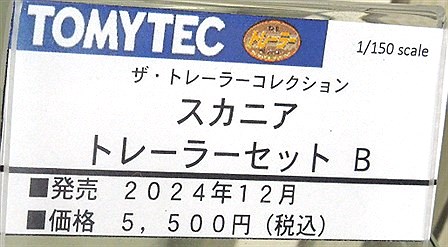 TOMYTEC
1/150 scale
ザ・トレーラーコレクション
スカニア
トレーラーセット B
■発売 2024年12月
■価格 5,500円(税込)